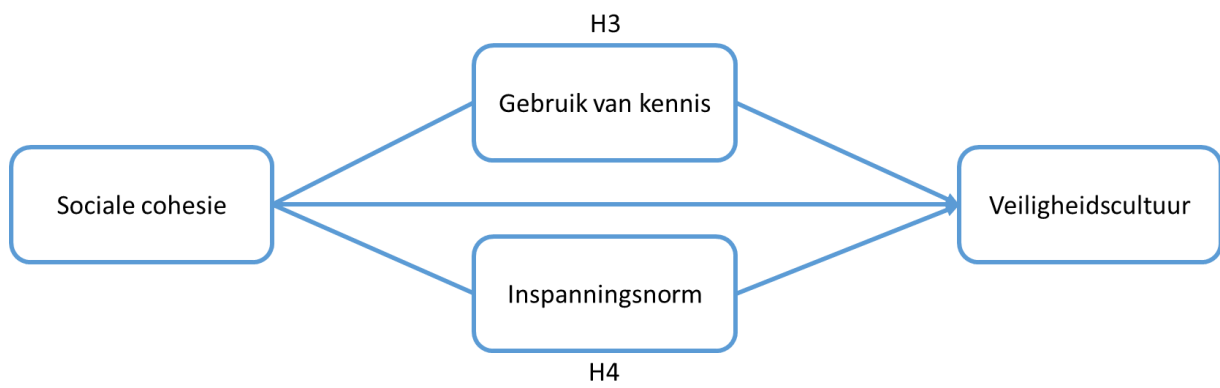 H3
Gebruik van kennis
Sociale cohesie
Veiligheidscultuur
Inspanningsnorm
H4